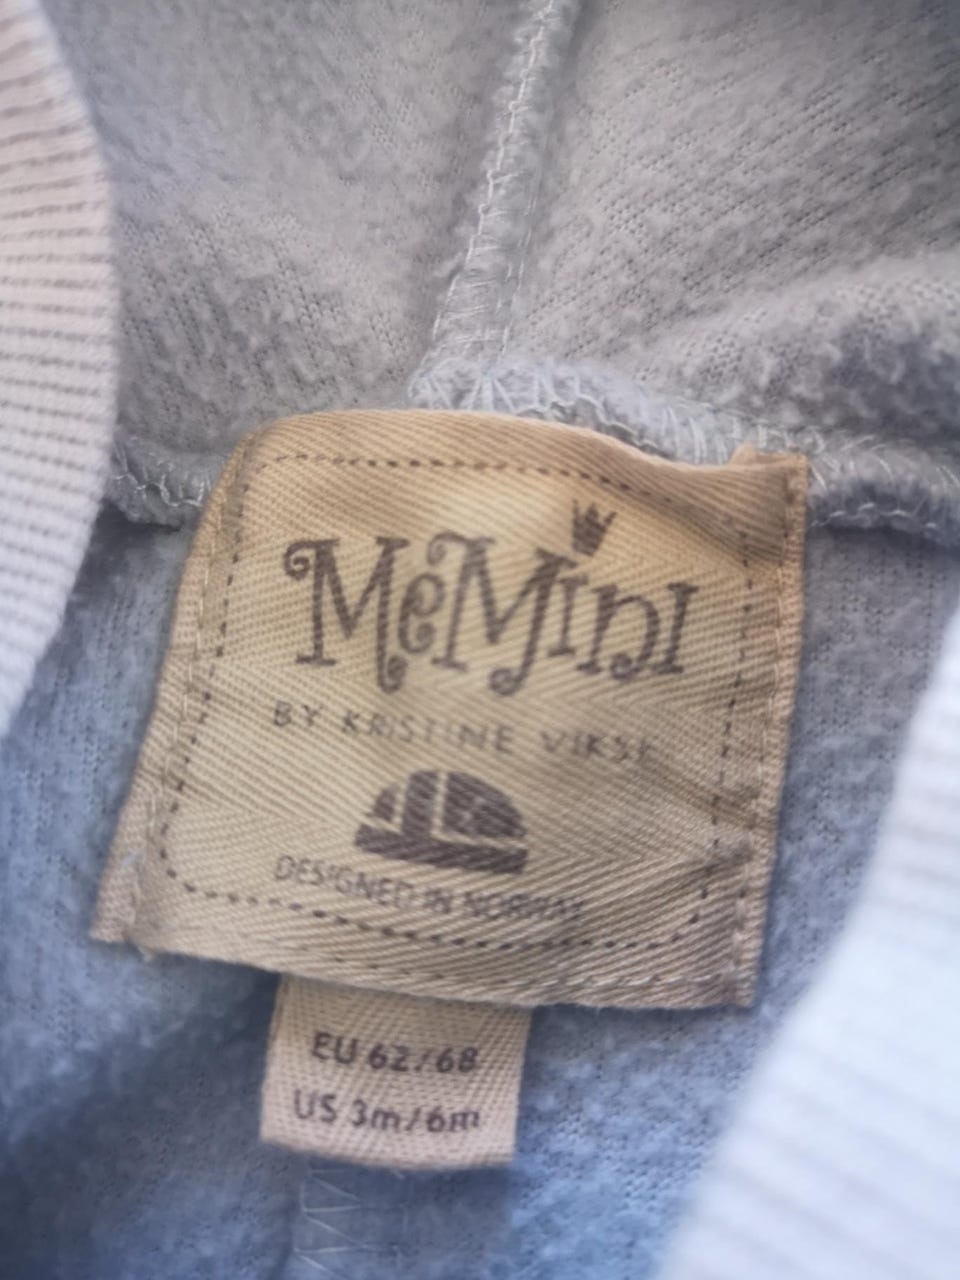 MeMini
BY KRISTINE VIKSE
DESIGNED IN NORWAY
EU 62/68
US 3m/6m